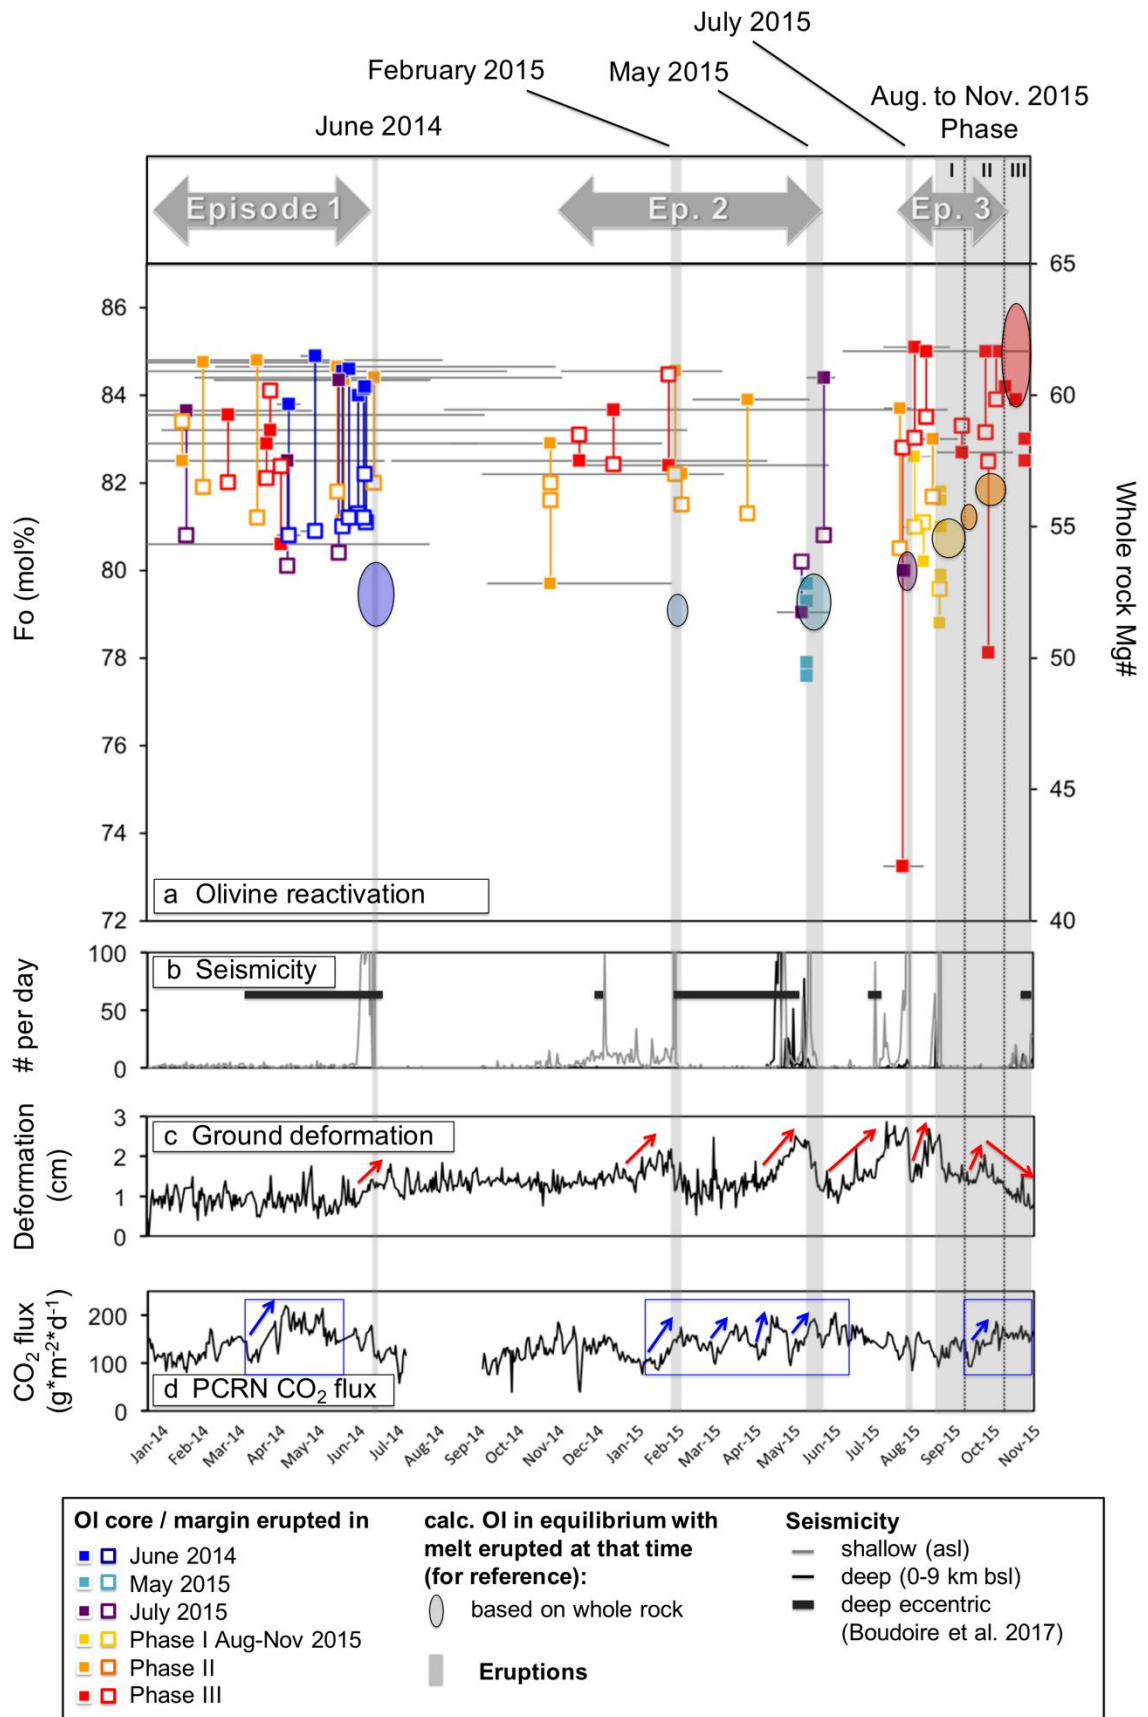 July 2015
February 2015
May 2015
Aug. to Nov. 2015
Phase
June 2014
I
II
III
Episode 1
Ep. 2
Ep. 3
65
86
84
60
82
55
80
78
50
76
45
74
72
40
Fo (mol%)
Whole rock Mg#
a Olivine reactivation
100
50
0
# per day
b Seismicity
3
2
1
0
Deformation
(cm)
c Ground deformation
200
100
0
CO2 flux
(g*m-2*d-1)
d PCRN CO2 flux
Jan-14
Feb-14
Mar-14
Apr-14
May-14
Jun-14
Jul-14
Aug-14
Sep-14
Oct-14
Nov-14
Dec-14
Jan-15
Feb-15
Mar-15
Apr-15
May-15
Jun-15
Jul-15
Aug-15
Sep-15
Oct-15
Nov-15
Ol core / margin erupted in
June 2014
May 2015
July 2015
Phase I Aug-Nov 2015
Phase II
Phase III
calc. Ol in equilibrium with
melt erupted at that time
(for reference):
based on whole rock
Eruptions
Seismicity
shallow (asl)
deep (0-9 km bsl)
deep eccentric
(Boudoire et al. 2017)